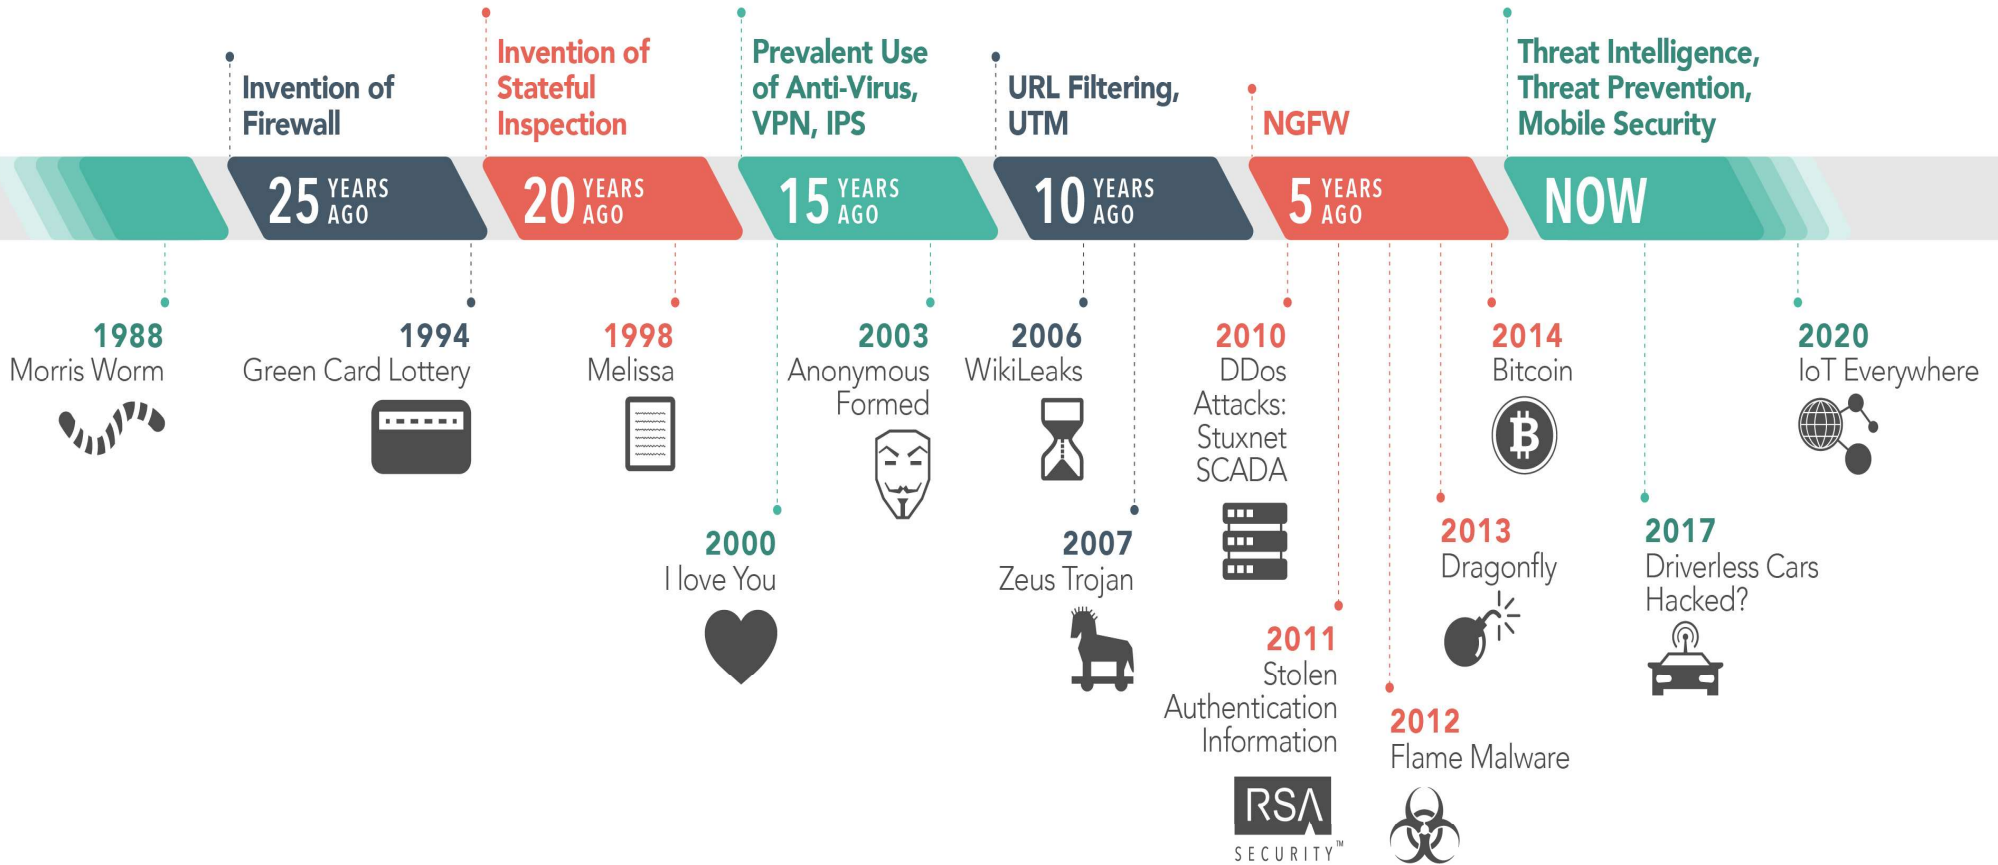 Invention of
Firewall
Invention of
Stateful
Inspection
Prevalent Use
of Anti-Virus,
VPN, IPS
URL Filtering,
UTM
NGFW
Threat Intelligence,
Threat Prevention,
Mobile Security
25 YEARS
AGO
20 YEARS
AGO
15 YEARS
AGO
10 YEARS
AGO
5 YEARS
AGO
NOW
1988
Morris Worm
1994
Green Card Lottery
1998
Melissa
2000
I love You
2003
Anonymous
Formed
2006
WikiLeaks
2007
Zeus Trojan
2010
DDos
Attacks:
Stuxnet
SCADA
2011
Stolen
Authentication
Information
RSA
SECURITY™
2012
Flame Malware
2013
Dragonfly
2014
Bitcoin
2017
Driverless Cars
Hacked?
2020
IoT Everywhere